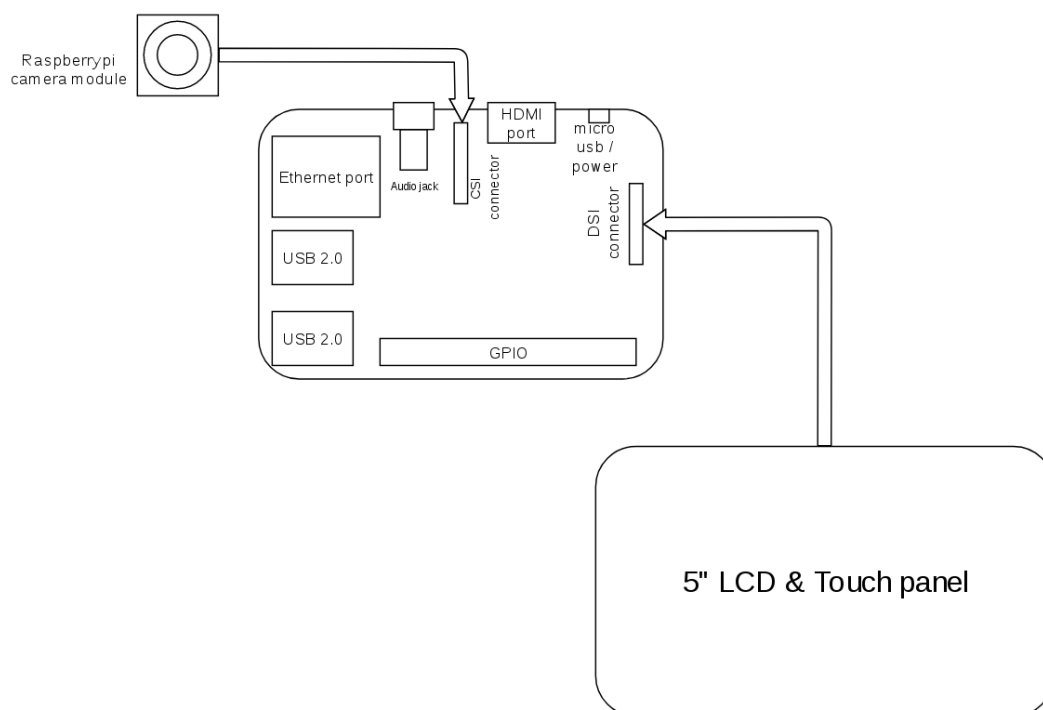 Raspberrypi
camera module
HDMI
port
micro
usb /
power
Ethernet port
Audio jack
CSI
connector
DSI
connector
USB 2.0
USB 2.0
GPIO
5" LCD & Touch panel